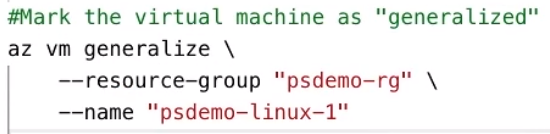 #Mark the virtual machine as "generalized"
az vm generalize \
--resource-group "psdemo-rg" \
--name "psdemo-linux-1"